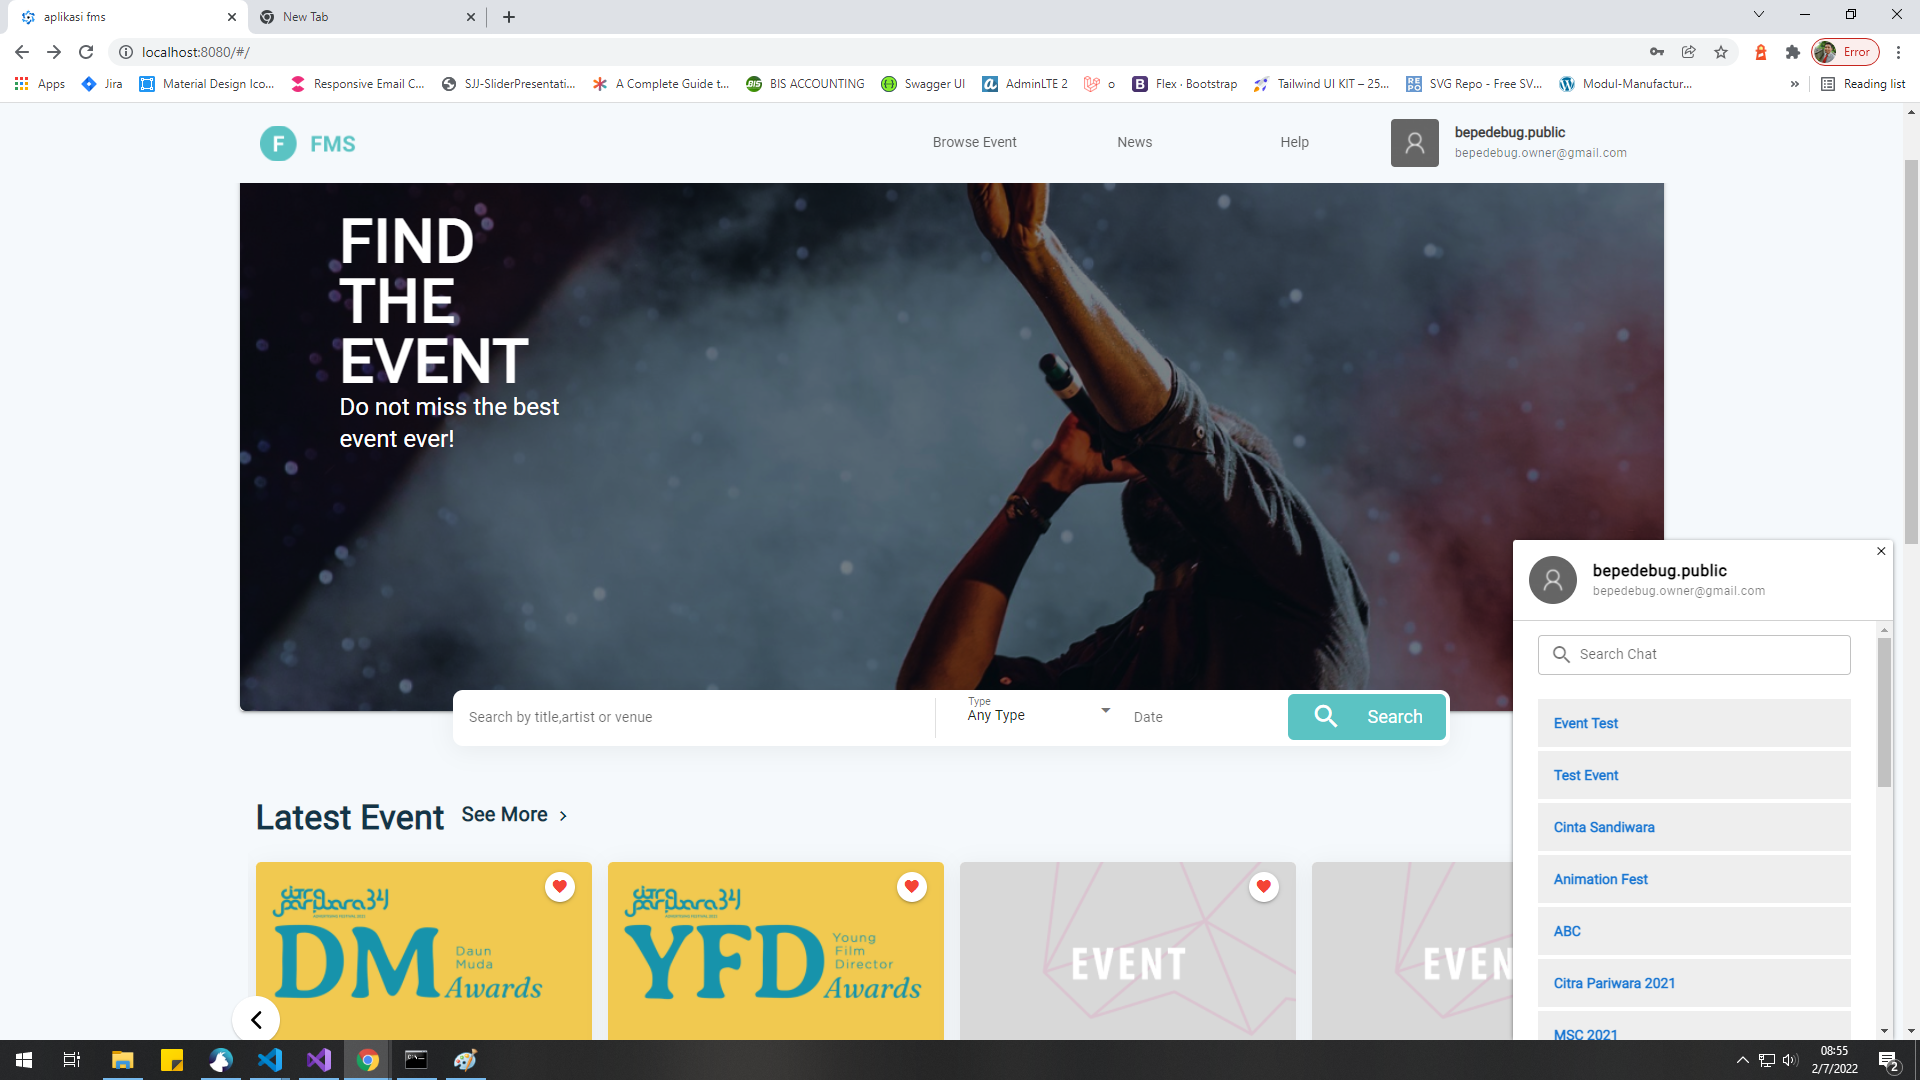 aplikasi fms
New Tab
localhost:8080/#/
Error
Apps
Jira
Material Design Ico...
Responsive Email C...
SJJ-SliderPresentati...
A Complete Guide t...
BIS ACCOUNTING
Swagger UI
AdminLTE 2
o
Flex · Bootstrap
Tailwind UI KIT – 25...
SVG Repo - Free SV...
Modul-Manufactur...
»
Reading list
F FMS
Browse Event
News
Help
bepedebug.public
bepedebug.owner@gmail.com
FIND
THE
EVENT
Do not miss the best
event ever!
Search by title,artist or venue
Type
Any Type
Date
Search
Latest Event
See More
citra
pariwara34
DM
Daun
Muda
Awards
citra
pariwara34
YFD
Young
Film
Director
Awards
EVENT
EVEN
bepedebug.public
bepedebug.owner@gmail.com
Search Chat
Event Test
Test Event
Cinta Sandiwara
Animation Fest
ABC
Citra Pariwara 2021
MSC 2021
08:55
2/7/2022
2